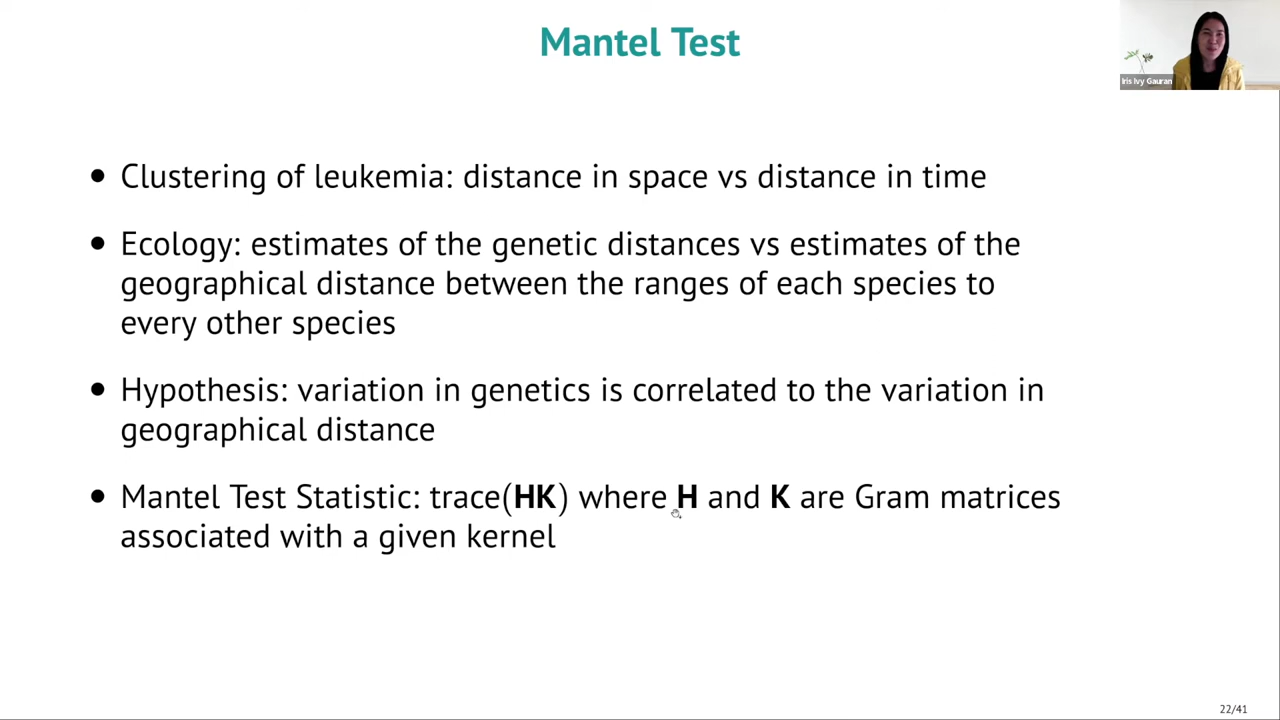 Mantel Test
Iris Ivy Gauran
• Clustering of leukemia: distance in space vs distance in time
• Ecology: estimates of the genetic distances vs estimates of the
geographical distance between the ranges of each species to
every other species
• Hypothesis: variation in genetics is correlated to the variation in
geographical distance
• Mantel Test Statistic: trace(HK) where H and K are Gram matrices
associated with a given kernel
22/41